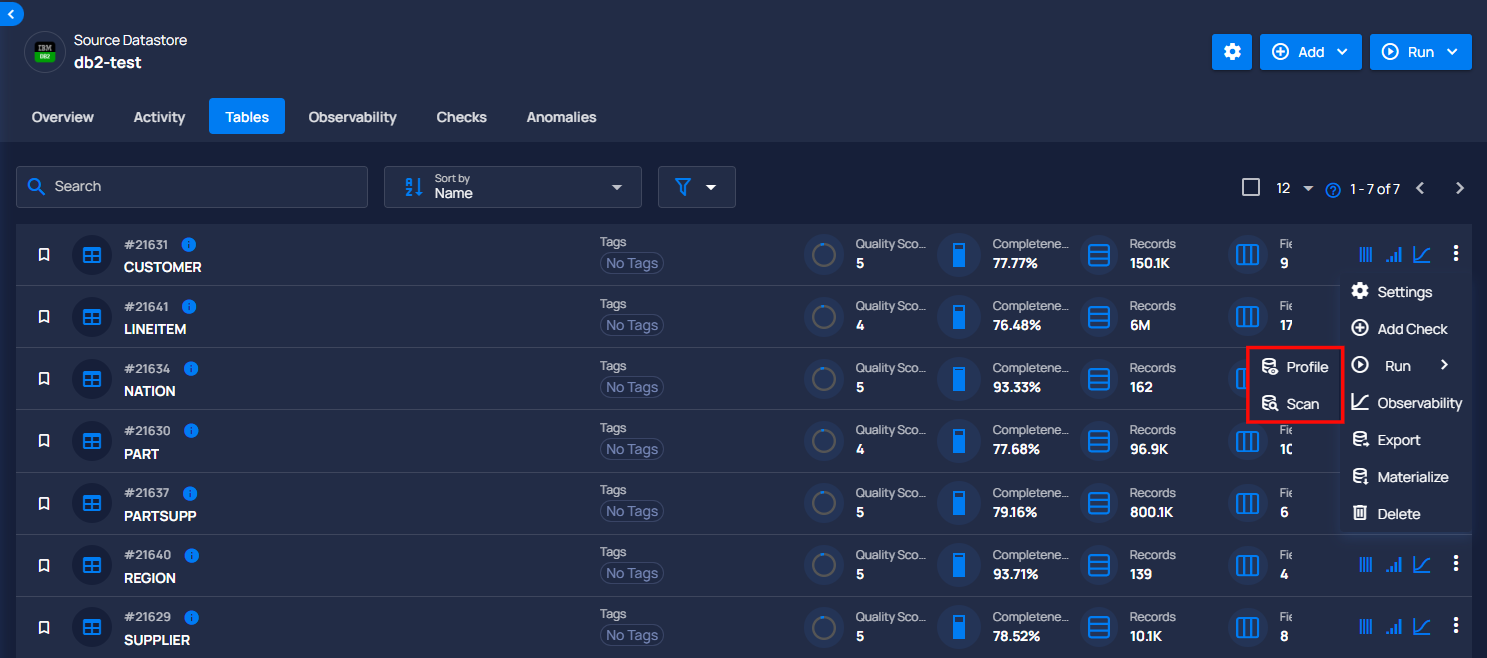 IBM
DB2
Source Datastore
db2-test
Add
Run
Overview
Activity
Tables
Observability
Checks
Anomalies
Search
Sort by
Name
12
1 - 7 of 7
#21631
CUSTOMER
Tags
No Tags
Quality Sco...
5
Completene...
77.77%
Records
150.1K
Fie
9
Settings
Add Check
Run
Profile
Scan
Observability
Export
Materialize
Delete
#21641
LINEITEM
Tags
No Tags
Quality Sco...
4
Completene...
76.48%
Records
6M
Fie
17
#21634
NATION
Tags
No Tags
Quality Sco...
5
Completene...
93.33%
Records
162
#21630
PART
Tags
No Tags
Quality Sco...
4
Completene...
77.68%
Records
96.9K
Fie
10
#21637
PARTSUPP
Tags
No Tags
Quality Sco...
5
Completene...
79.16%
Records
800.1K
Fie
6
#21640
REGION
Tags
No Tags
Quality Sco...
5
Completene...
93.71%
Records
139
Fie
4
#21629
SUPPLIER
Tags
No Tags
Quality Sco...
5
Completene...
78.52%
Records
10.1K
Fie
8